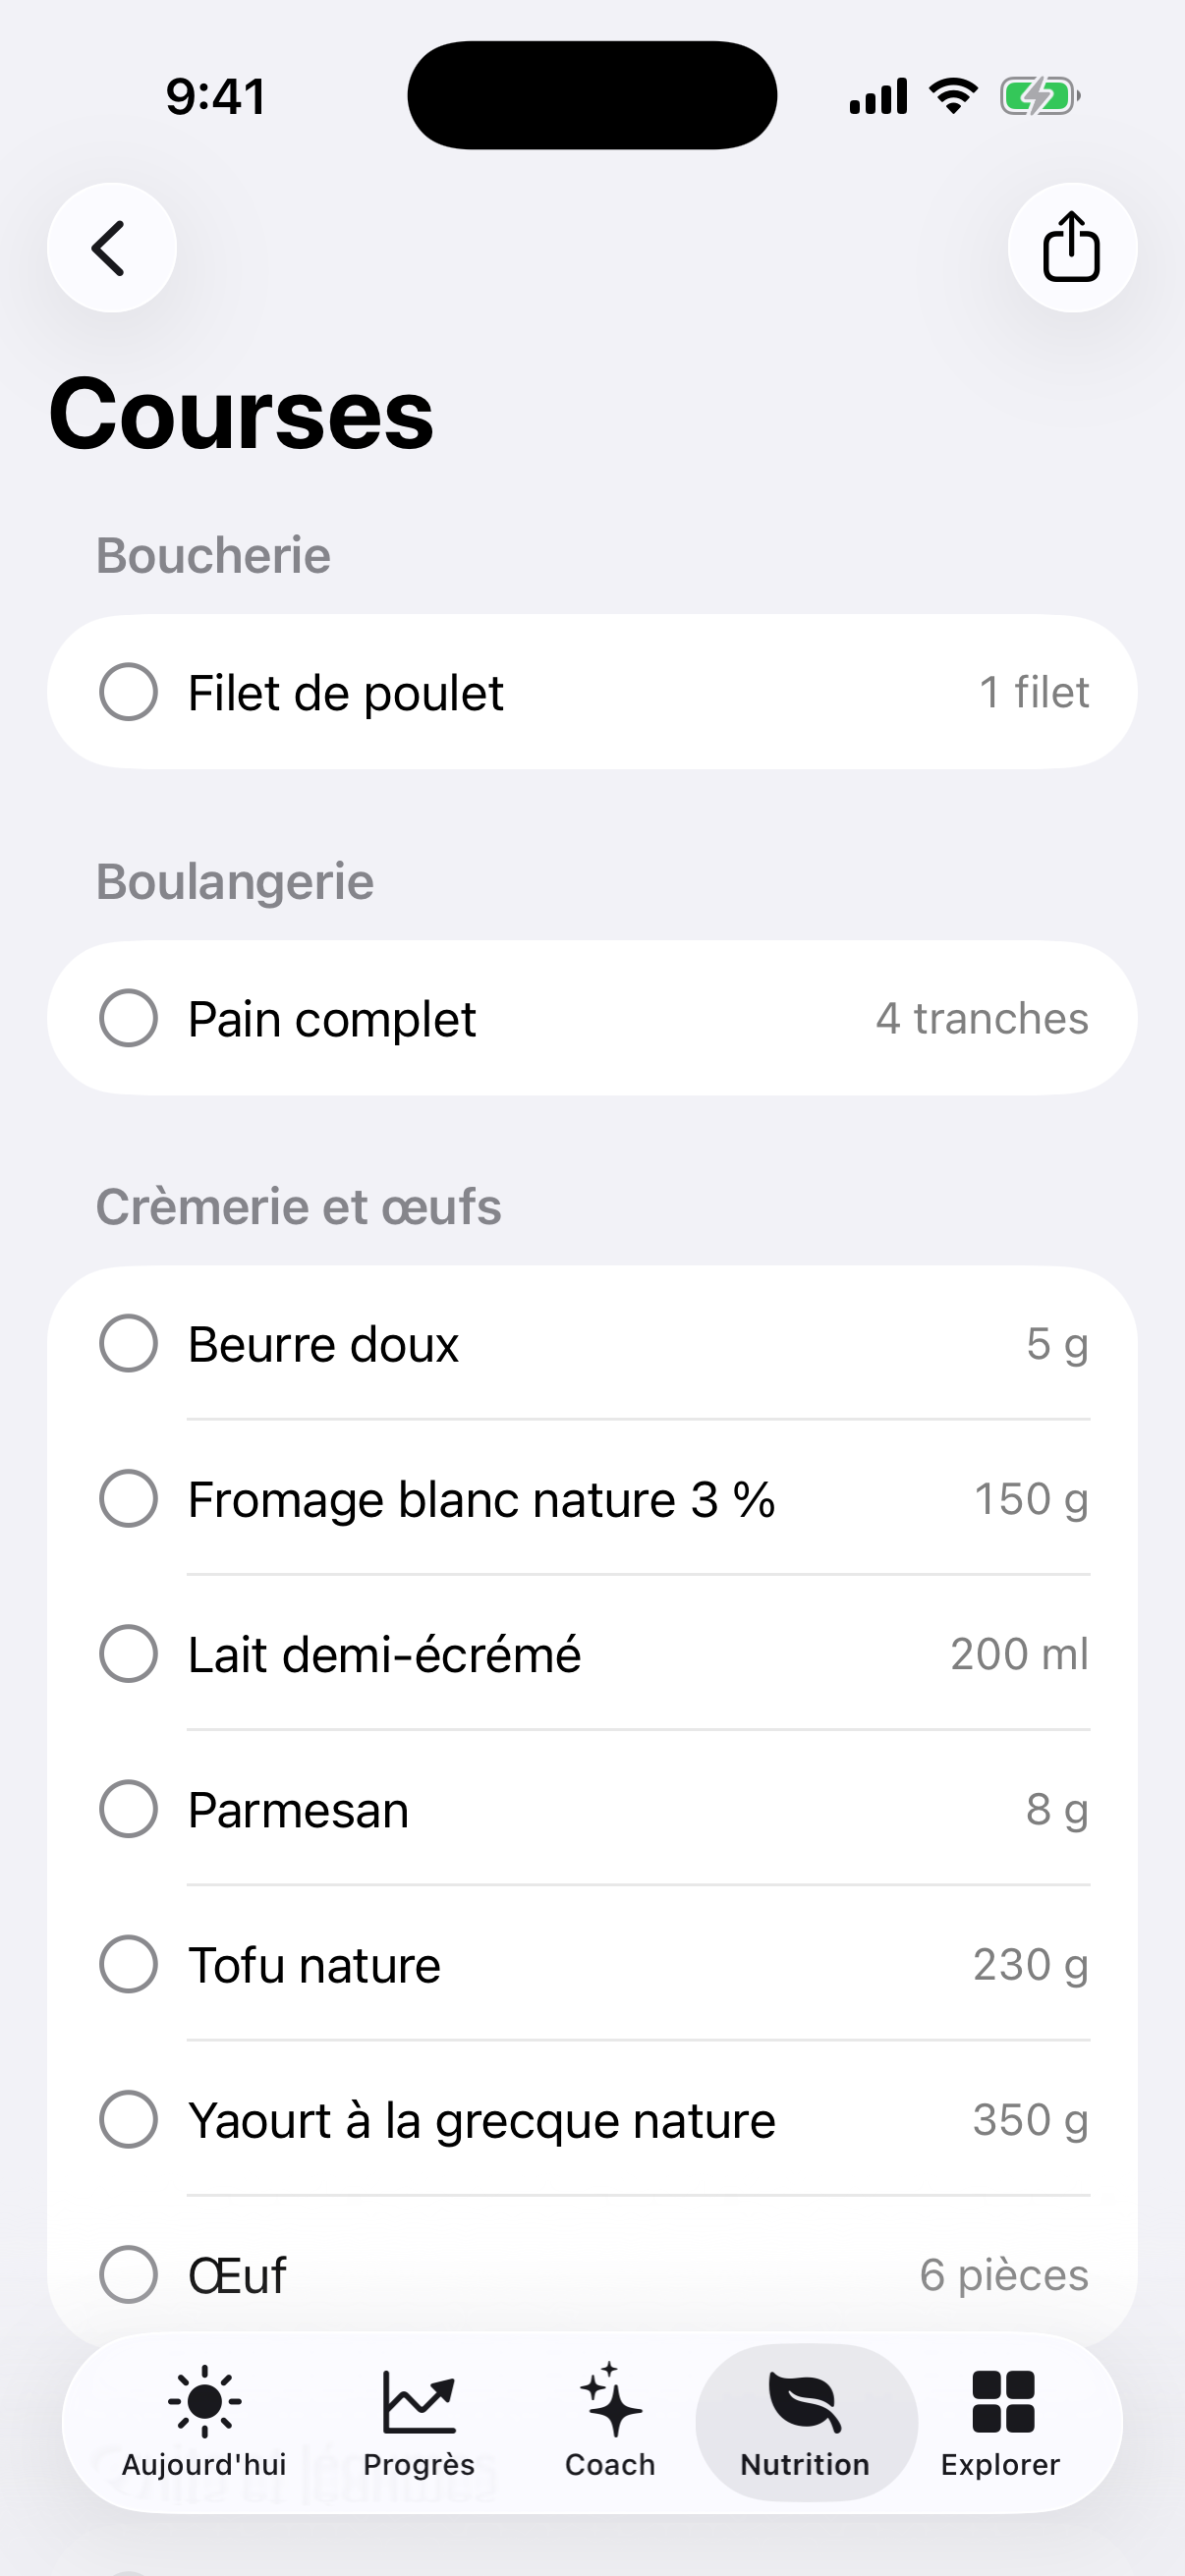 9:41
Courses
Boucherie
Filet de poulet 1 filet
Boulangerie
Pain complet 4 tranches
Crèmerie et œufs
Beurre doux 5 g
Fromage blanc nature 3 % 150 g
Lait demi-écrémé 200 ml
Parmesan 8 g
Tofu nature 230 g
Yaourt à la grecque nature 350 g
Œuf 6 pièces
Aujourd'hui Progrès Coach Nutrition Explorer